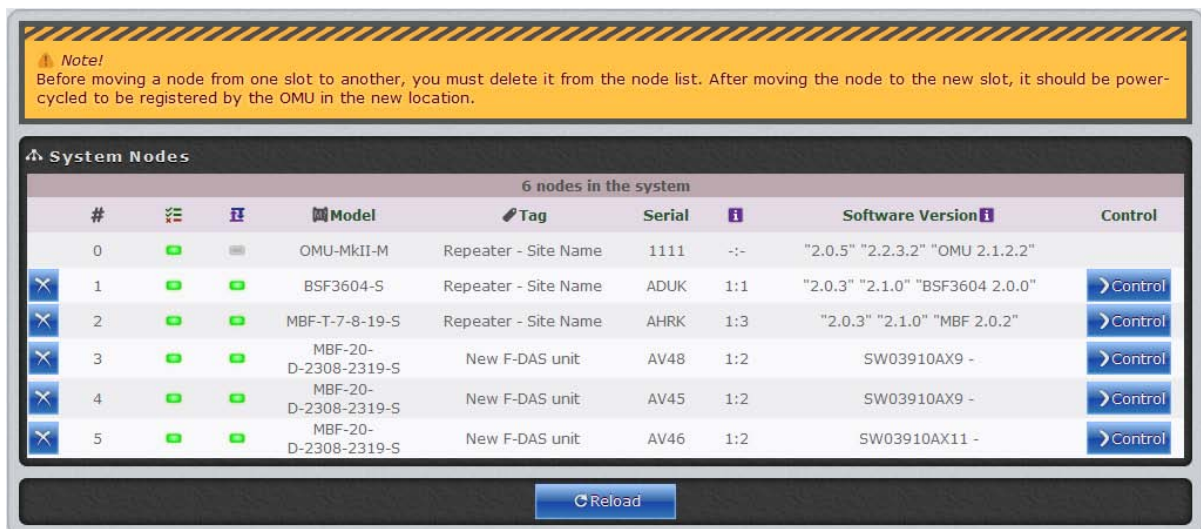 Note!
Before moving a node from one slot to another, you must delete it from the node list. After moving the node to the new slot, it should be power-
cycled to be registered by the OMU in the new location.
System Nodes
6 nodes in the system
# Model Tag Serial i Software Version i Control
0 OMU-MkII-M Repeater - Site Name 1111 -:- "2.0.5" "2.2.3.2" "OMU 2.1.2.2"
1 BSF3604-S Repeater - Site Name ADUK 1:1 "2.0.3" "2.1.0" "BSF3604 2.0.0" Control
2 MBF-T-7-8-19-S Repeater - Site Name AHRK 1:3 "2.0.3" "2.1.0" "MBF 2.0.2" Control
MBF-20-
3 D-2308-2319-S New F-DAS unit AV48 1:2 SW03910AX9 - Control
MBF-20-
4 D-2308-2319-S New F-DAS unit AV45 1:2 SW03910AX9 - Control
MBF-20-
5 D-2308-2319-S New F-DAS unit AV46 1:2 SW03910AX11 - Control
Reload